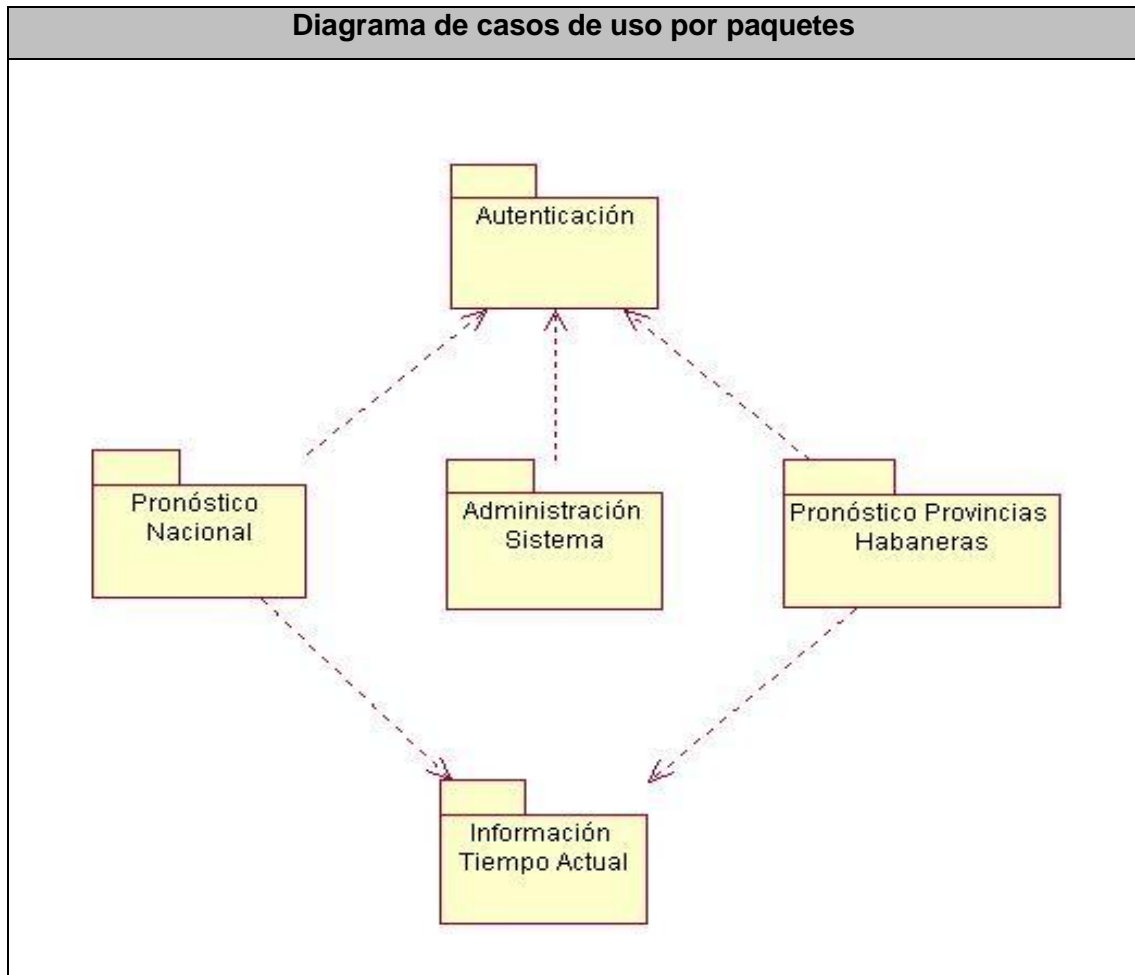 Diagrama de casos de uso por paquetes
Autenticación
Pronóstico
Nacional
Administración
Sistema
Pronóstico Provincias
Habaneras
Información
Tiempo Actual